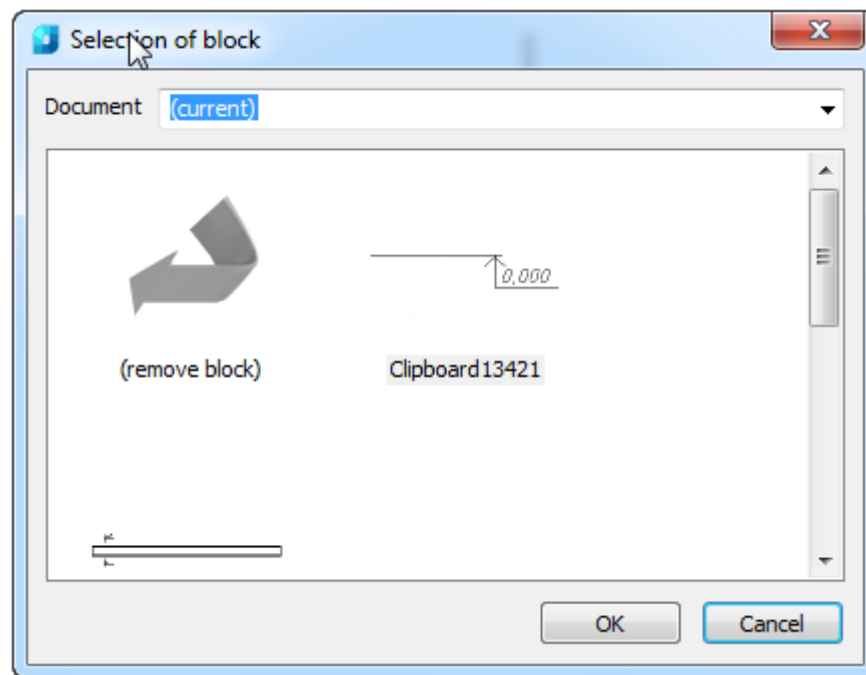 Selection of block
Document (current)
0,000
(remove block) Clipboard13421
OK Cancel